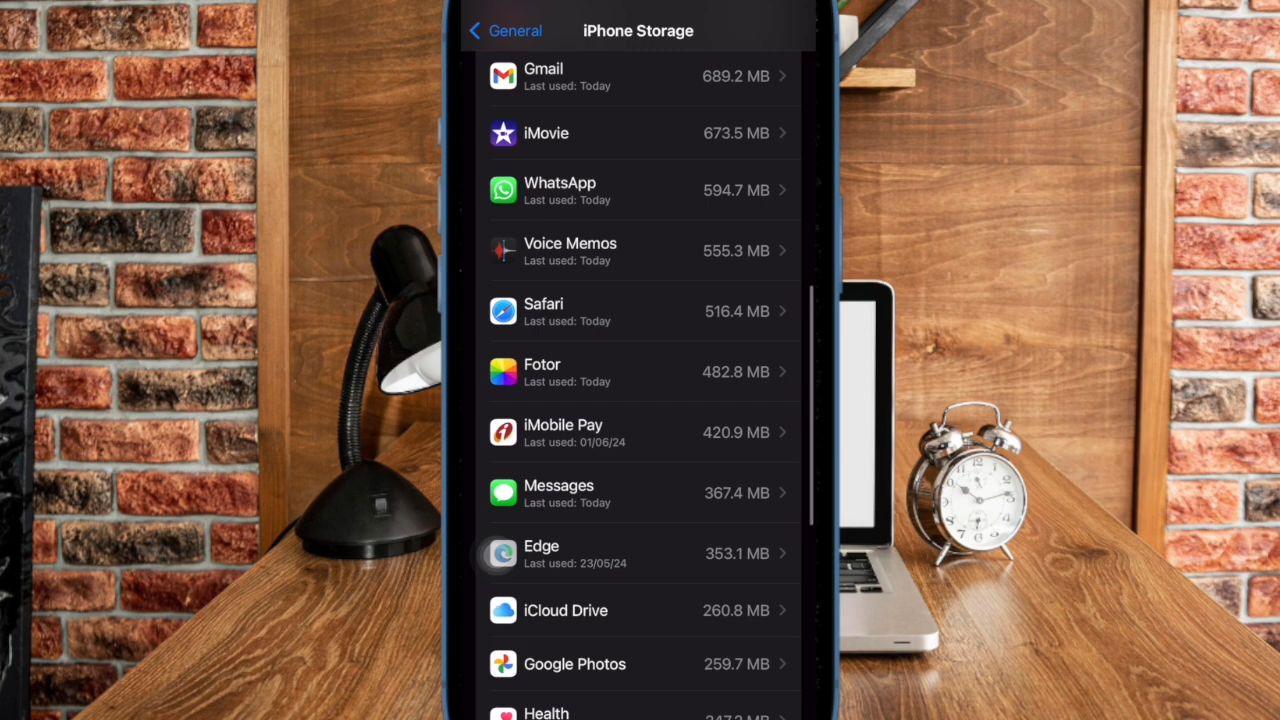 General
iPhone Storage
Gmail
Last used: Today
689.2 MB
iMovie
673.5 MB
WhatsApp
Last used: Today
594.7 MB
Voice Memos
Last used: Today
555.3 MB
Safari
Last used: Today
516.4 MB
Fotor
Last used: Today
482.8 MB
iMobile Pay
Last used: 01/06/24
420.9 MB
Messages
Last used: Today
367.4 MB
Edge
Last used: 23/05/24
353.1 MB
iCloud Drive
260.8 MB
Google Photos
259.7 MB
Health